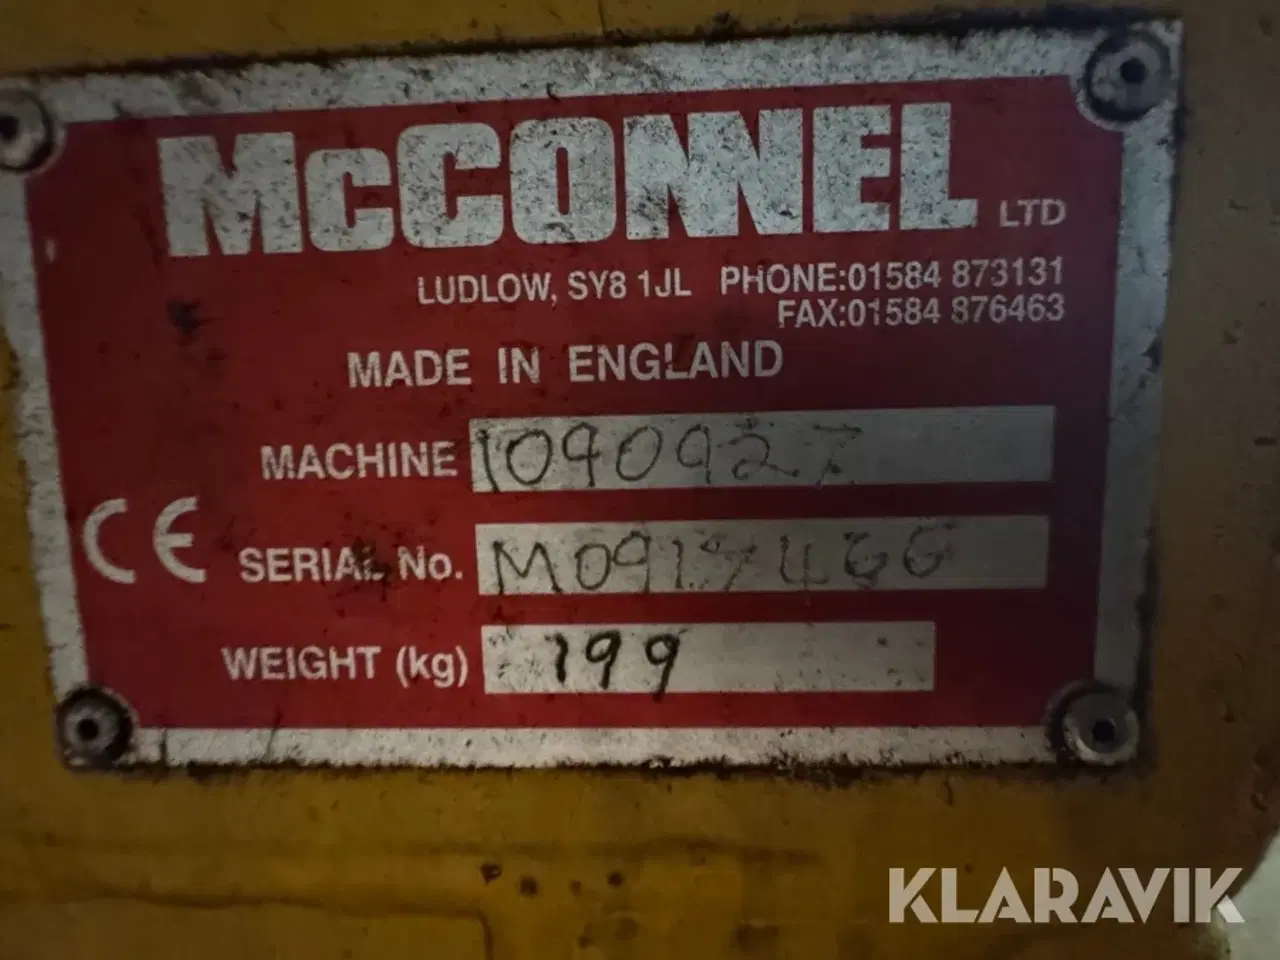 McCONNEL LTD
LUDLOW, SY8 1JL PHONE:01584 873131
FAX:01584 876463
MADE IN ENGLAND
MACHINE 1090927
CE SERIAL No.
WEIGHT (kg) 199
KLARAVIK